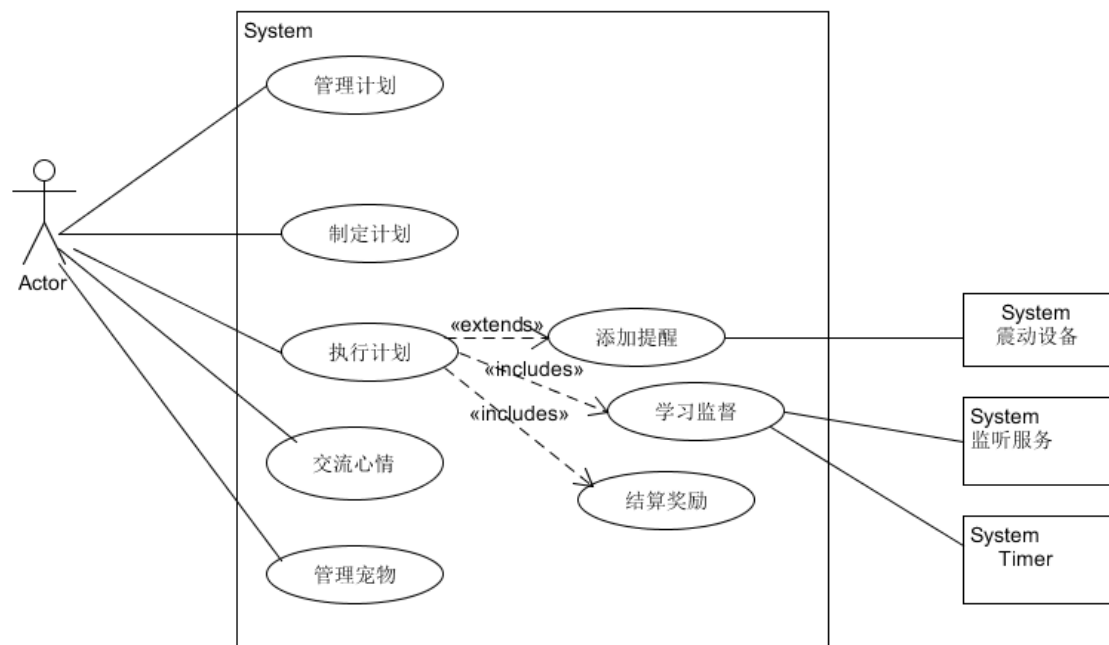 System
管理计划
制定计划
Actor
执行计划
«extends»
添加提醒
System
震动设备
«includes»
学习监督
System
监听服务
«includes»
交流心情
结算奖励
System
Timer
管理宠物